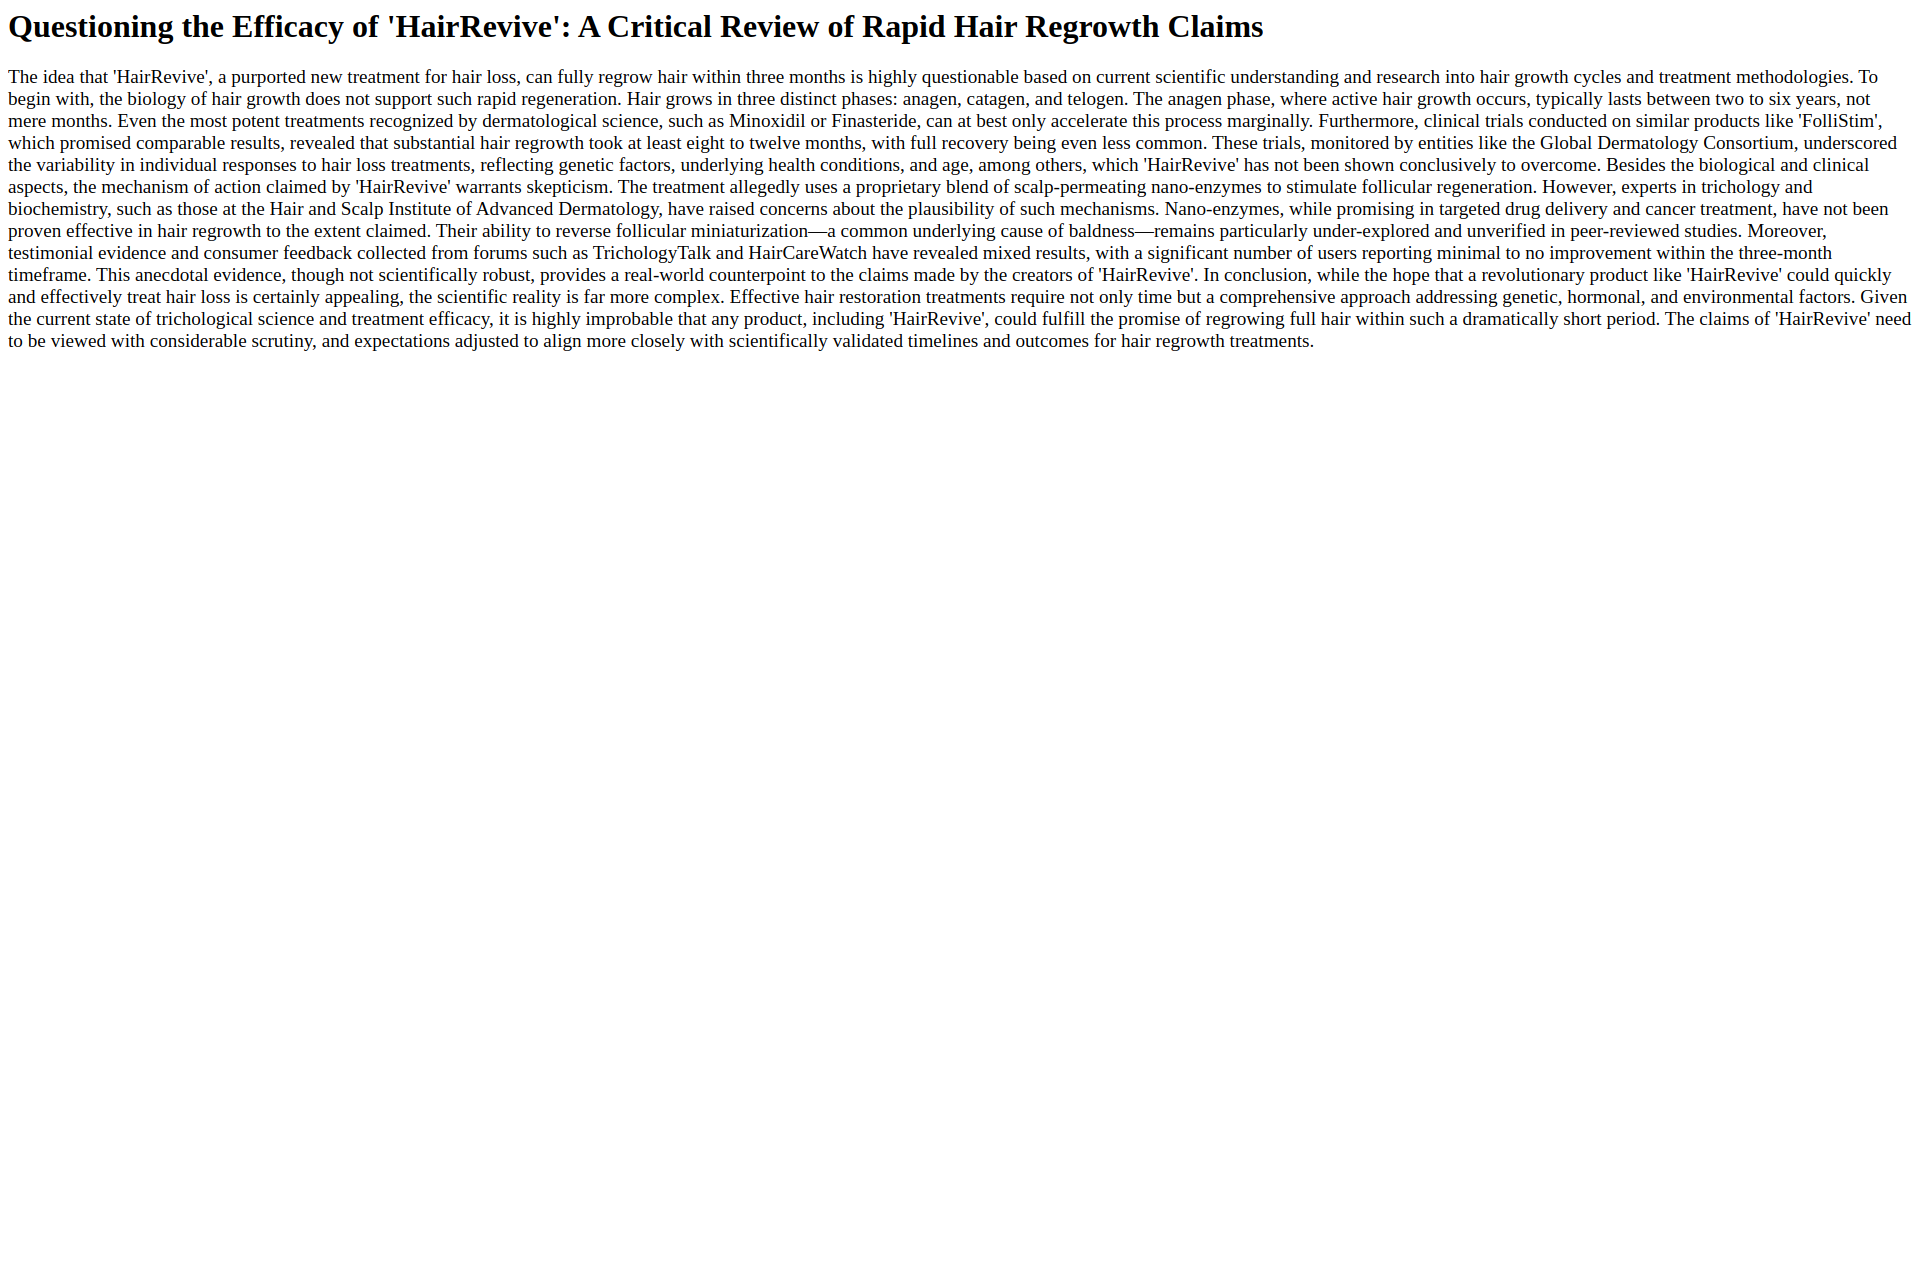 Questioning the Efficacy of 'HairRevive': A Critical Review of Rapid Hair Regrowth Claims
The idea that 'HairRevive', a purported new treatment for hair loss, can fully regrow hair within three months is highly questionable based on current scientific understanding and research into hair growth cycles and treatment methodologies. To
begin with, the biology of hair growth does not support such rapid regeneration. Hair grows in three distinct phases: anagen, catagen, and telogen. The anagen phase, where active hair growth occurs, typically lasts between two to six years, not
mere months. Even the most potent treatments recognized by dermatological science, such as Minoxidil or Finasteride, can at best only accelerate this process marginally. Furthermore, clinical trials conducted on similar products like 'FolliStim',
which promised comparable results, revealed that substantial hair regrowth took at least eight to twelve months, with full recovery being even less common. These trials, monitored by entities like the Global Dermatology Consortium, underscored
the variability in individual responses to hair loss treatments, reflecting genetic factors, underlying health conditions, and age, among others, which 'HairRevive' has not been shown conclusively to overcome. Besides the biological and clinical
aspects, the mechanism of action claimed by 'HairRevive' warrants skepticism. The treatment allegedly uses a proprietary blend of scalp-permeating nano-enzymes to stimulate follicular regeneration. However, experts in trichology and
biochemistry, such as those at the Hair and Scalp Institute of Advanced Dermatology, have raised concerns about the plausibility of such mechanisms. Nano-enzymes, while promising in targeted drug delivery and cancer treatment, have not been
proven effective in hair regrowth to the extent claimed. Their ability to reverse follicular miniaturization—a common underlying cause of baldness—remains particularly under-explored and unverified in peer-reviewed studies. Moreover,
testimonial evidence and consumer feedback collected from forums such as TrichologyTalk and HairCareWatch have revealed mixed results, with a significant number of users reporting minimal to no improvement within the three-month
timeframe. This anecdotal evidence, though not scientifically robust, provides a real-world counterpoint to the claims made by the creators of 'HairRevive'. In conclusion, while the hope that a revolutionary product like 'HairRevive' could quickly
and effectively treat hair loss is certainly appealing, the scientific reality is far more complex. Effective hair restoration treatments require not only time but a comprehensive approach addressing genetic, hormonal, and environmental factors. Given
the current state of trichological science and treatment efficacy, it is highly improbable that any product, including 'HairRevive', could fulfill the promise of regrowing full hair within such a dramatically short period. The claims of 'HairRevive' need
to be viewed with considerable scrutiny, and expectations adjusted to align more closely with scientifically validated timelines and outcomes for hair regrowth treatments.